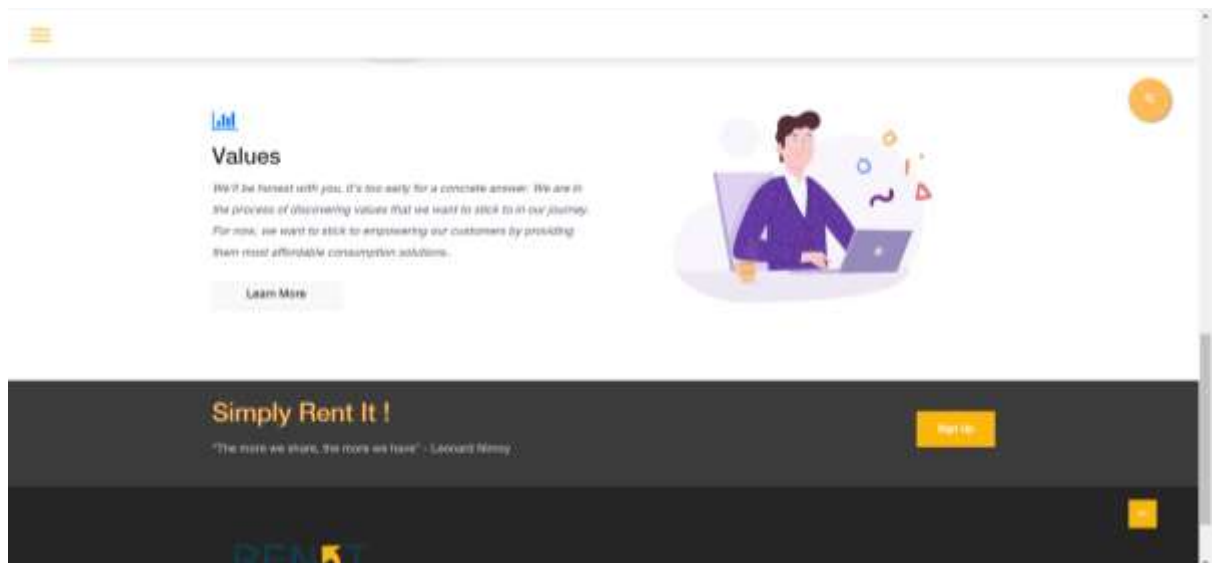 Values
We'll be honest with you, it's too early for a concrete answer. We are in
the process of discovering values that we want to stick to in our journey.
For now, we want to stick to empowering our customers by providing
them most affordable consumption solutions.
Learn More
Simply Rent It !
"The more we share, the more we have" - Leonard Nimoy
Sign Up